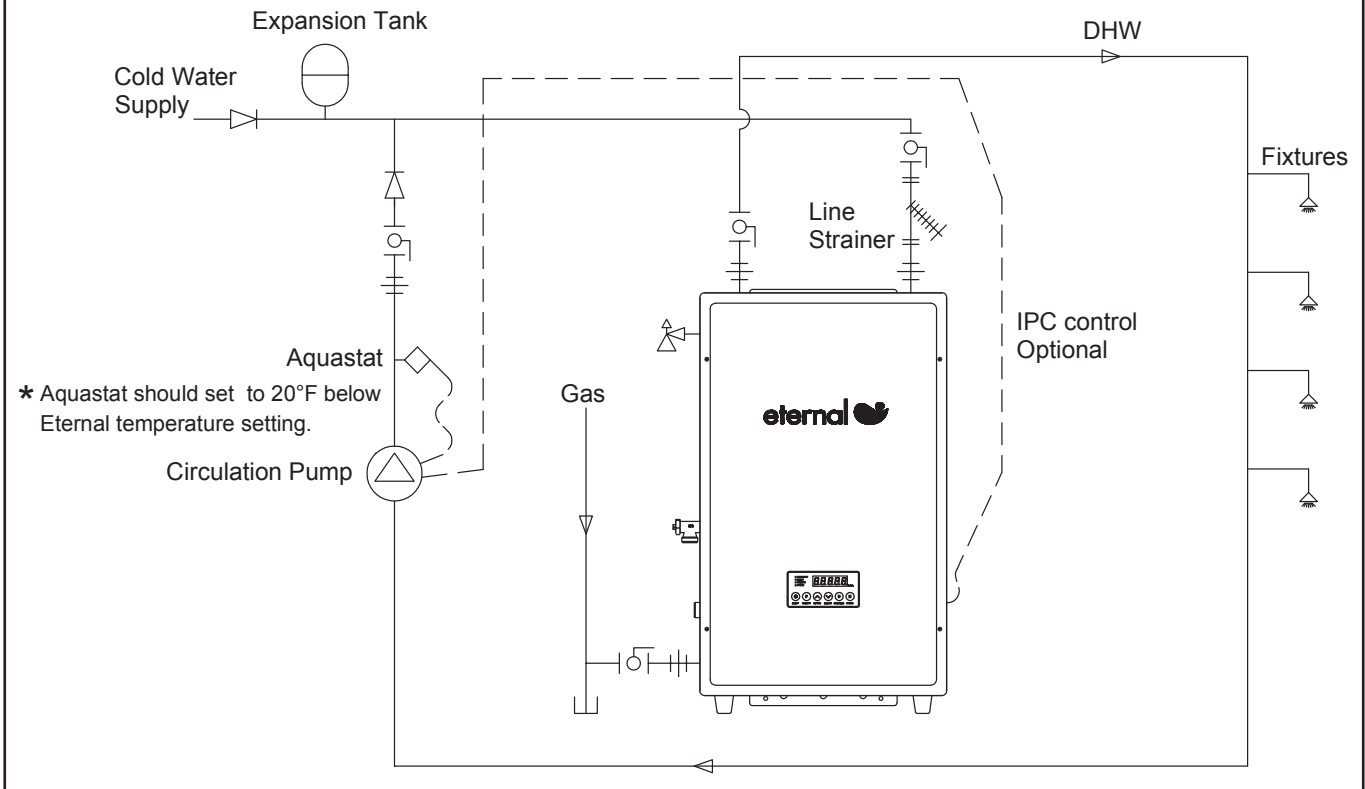 Expansion Tank
DHW
Cold Water
Supply
Fixtures
Line
Strainer
IPC control
Optional
Aquastat
* Aquastat should set to 20°F below
Eternal temperature setting.
Gas
eternal
Circulation Pump
88888